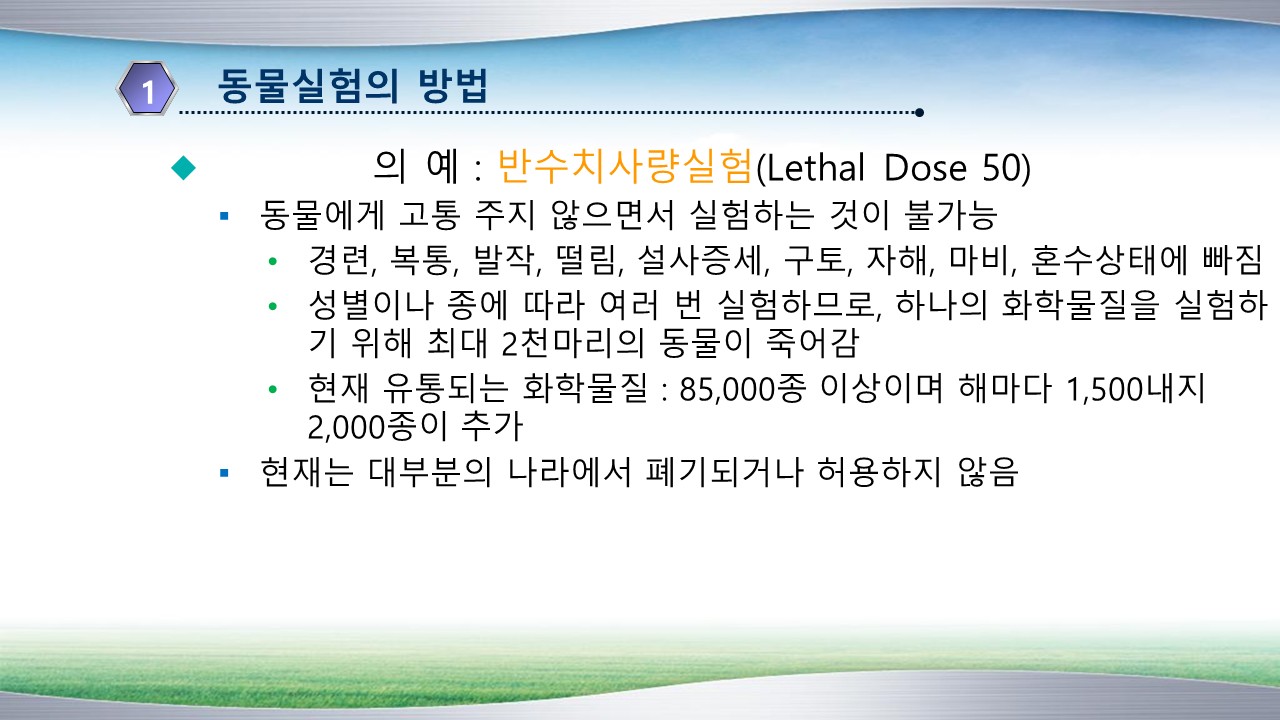 1 동물실험의 방법
의 예 : 반수치사량실험(Lethal Dose 50)
동물에게 고통 주지 않으면서 실험하는 것이 불가능
경련, 복통, 발작, 떨림, 설사증세, 구토, 자해, 마비, 혼수상태에 빠짐
성별이나 종에 따라 여러 번 실험하므로, 하나의 화학물질을 실험하
기 위해 최대 2천마리의 동물이 죽어감
현재 유통되는 화학물질 : 85,000종 이상이며 해마다 1,500내지
2,000종이 추가
현재는 대부분의 나라에서 폐기되거나 허용하지 않음